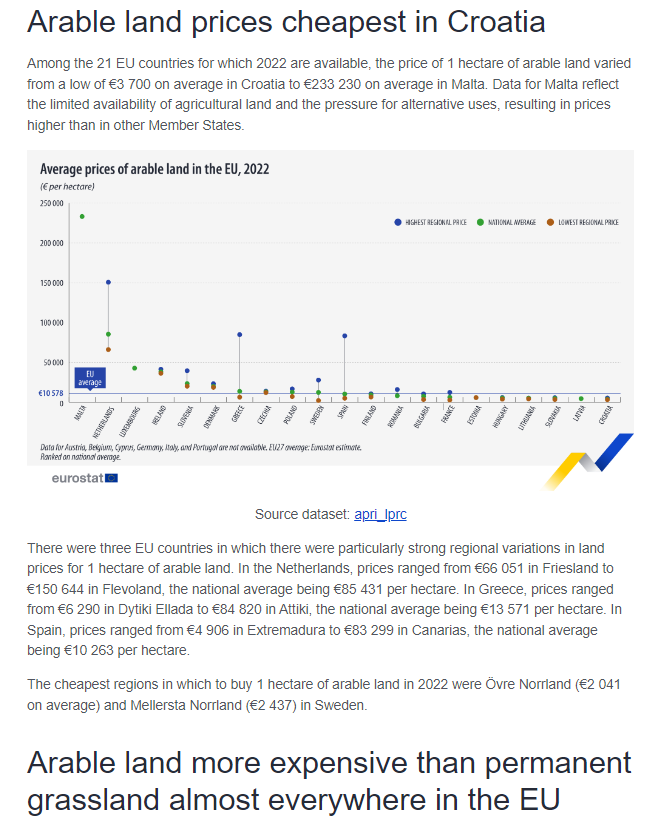 Arable land prices cheapest in Croatia
Among the 21 EU countries for which 2022 are available, the price of 1 hectare of arable land varied
from a low of €3 700 on average in Croatia to €233 230 on average in Malta. Data for Malta reflect
the limited availability of agricultural land and the pressure for alternative uses, resulting in prices
higher than in other Member States.
Average prices of arable land in the EU, 2022
(€ per hectare)
250 000
HIGHEST REGIONAL PRICE
NATIONAL AVERAGE
LOWEST REGIONAL PRICE
200 000
150 000
100 000
50 000
EU
average
€10 578
0
MALTA
NETHERLANDS
LUXEMBOURG
IRELAND
SLOVENIA
DENMARK
GREECE
CZECHIA
POLAND
SWEDEN
SPAIN
FINLAND
ROMANIA
BULGARIA
FRANCE
ESTONIA
HUNGARY
LITHUANIA
SLOVAKIA
LATVIA
CROATIA
Data for Austria, Belgium, Cyprus, Germany, Italy, and Portugal are not available. EU27 average: Eurostat estimate.
Ranked on national average.
eurostat
Source dataset: apri_lprc
There were three EU countries in which there were particularly strong regional variations in land
prices for 1 hectare of arable land. In the Netherlands, prices ranged from €66 051 in Friesland to
€150 644 in Flevoland, the national average being €85 431 per hectare. In Greece, prices ranged
from €6 290 in Dytiki Ellada to €84 820 in Attiki, the national average being €13 571 per hectare. In
Spain, prices ranged from €4 906 in Extremadura to €83 299 in Canarias, the national average
being €10 263 per hectare.
The cheapest regions in which to buy 1 hectare of arable land in 2022 were Övre Norrland (€2 041
on average) and Mellersta Norrland (€2 437) in Sweden.
Arable land more expensive than permanent
grassland almost everywhere in the EU